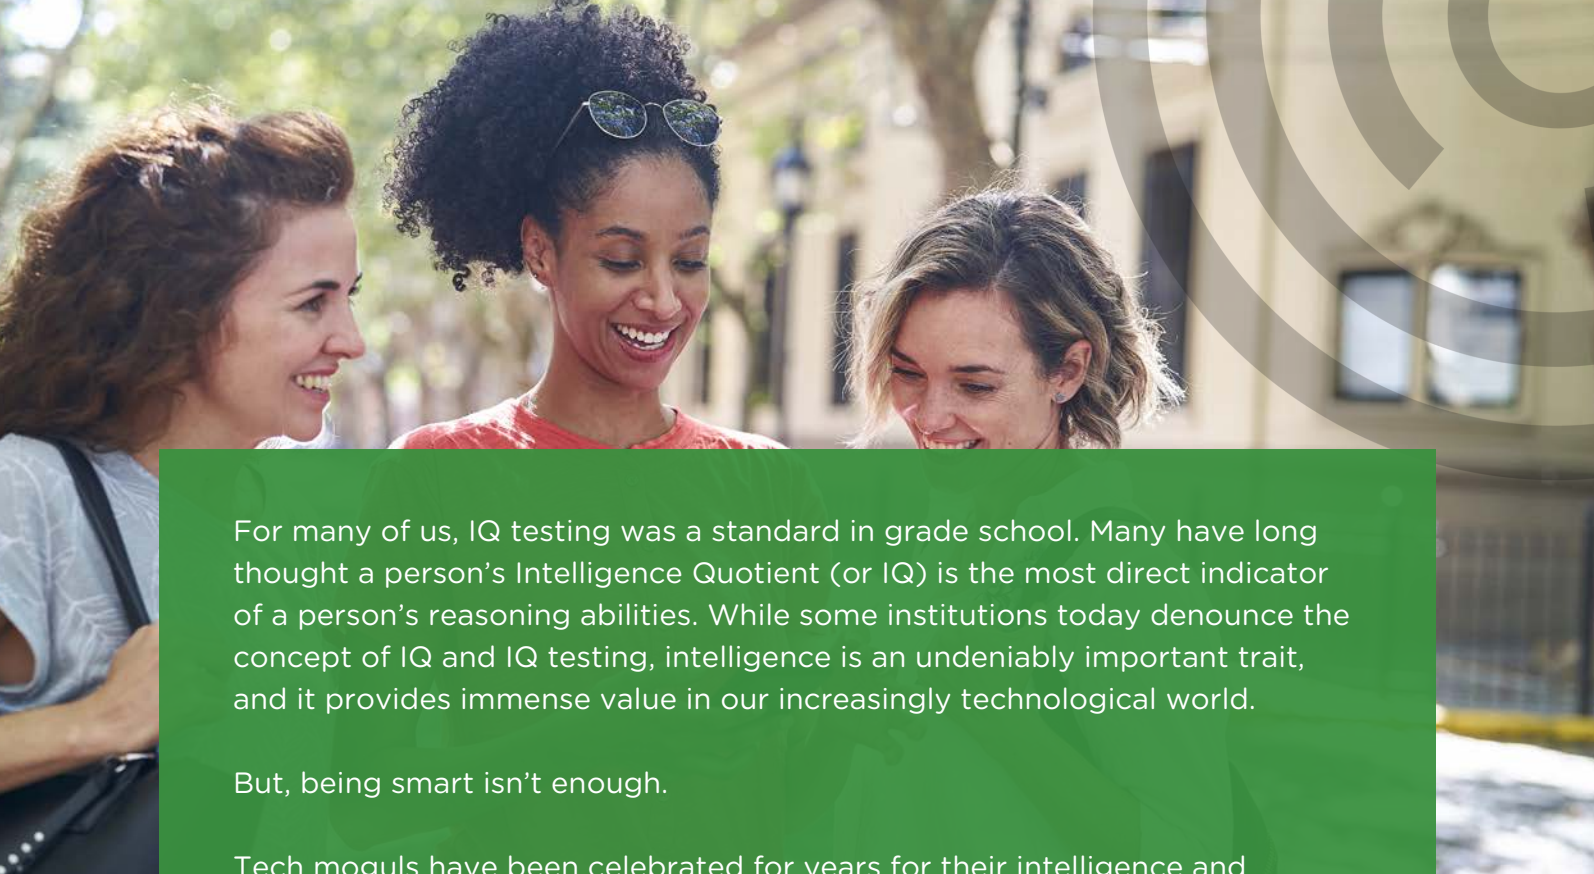 For many of us, IQ testing was a standard in grade school. Many have long
thought a person’s Intelligence Quotient (or IQ) is the most direct indicator
of a person’s reasoning abilities. While some institutions today denounce the
concept of IQ and IQ testing, intelligence is an undeniably important trait,
and it provides immense value in our increasingly technological world.
But, being smart isn’t enough.
Tech moguls have been celebrated for years for their intelligence and